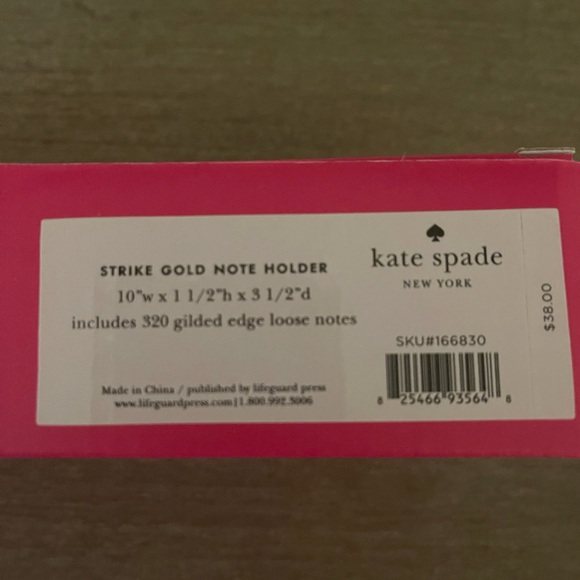 STRIKE GOLD NOTE HOLDER
10"w x 1 1/2"h x 3 1/2"d
includes 320 gilded edge loose notes
Made in China / published by lifeguard press
www.lifeguardpress.com | 1.800.992.5006
kate spade
NEW YORK
SKU#166830
8 25466 93564 8
$38.00